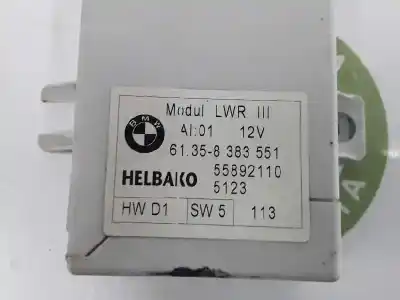 Modul LWR III
BMW
AI:01 12V
61.35-8 383 551
HELBAKO 55892110
5123
HW D1 SW 5 113